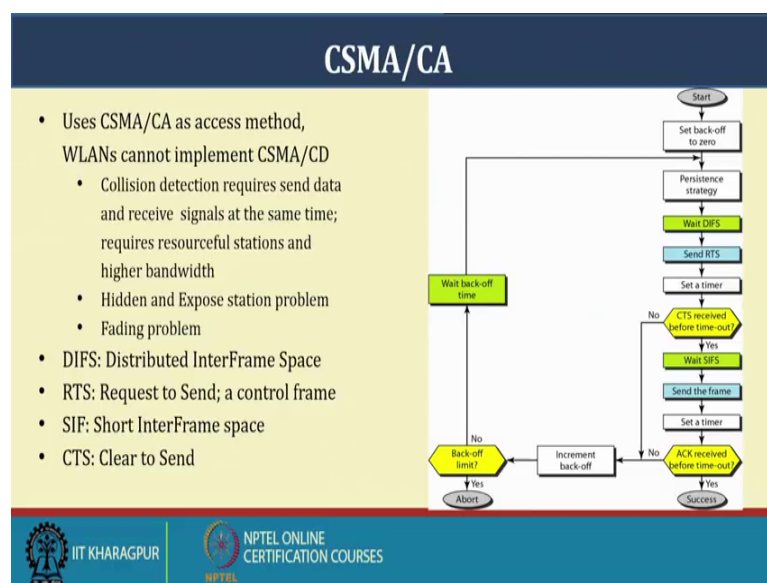 CSMA/CA
• Uses CSMA/CA as access method,
WLANs cannot implement CSMA/CD
• Collision detection requires send data
and receive signals at the same time;
requires resourceful stations and
higher bandwidth
• Hidden and Expose station problem
• Fading problem
• DIFS: Distributed InterFrame Space
• RTS: Request to Send; a control frame
• SIF: Short InterFrame space
• CTS: Clear to Send
Start
Set back-off
to zero
Persistence
strategy
Wait DIFS
Send RTS
Set a timer
CTS received
before time-out?
No
Yes
Wait SIFS
Send the frame
Set a timer
ACK received
before time-out?
No
Yes
Success
Increment
back-off
Back-off
limit?
No
Yes
Abort
Wait back-off
time
IIT KHARAGPUR
NPTEL
NPTEL ONLINE
CERTIFICATION COURSES